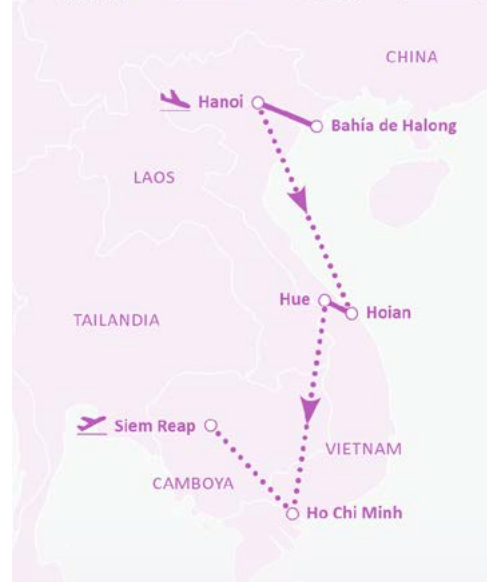 CHINA
Hanoi
Bahía de Halong
LAOS
Hue
Hoian
TAILANDIA
Siem Reap
VIETNAM
CAMBOYA
Ho Chi Minh